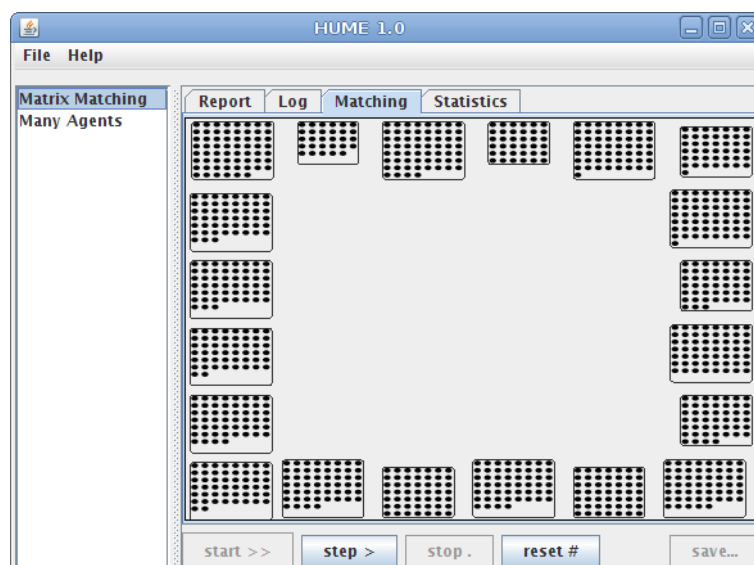 HUME 1.0
File Help
Matrix Matching
Many Agents
Report Log Matching Statistics
start >> step > stop . reset # save...